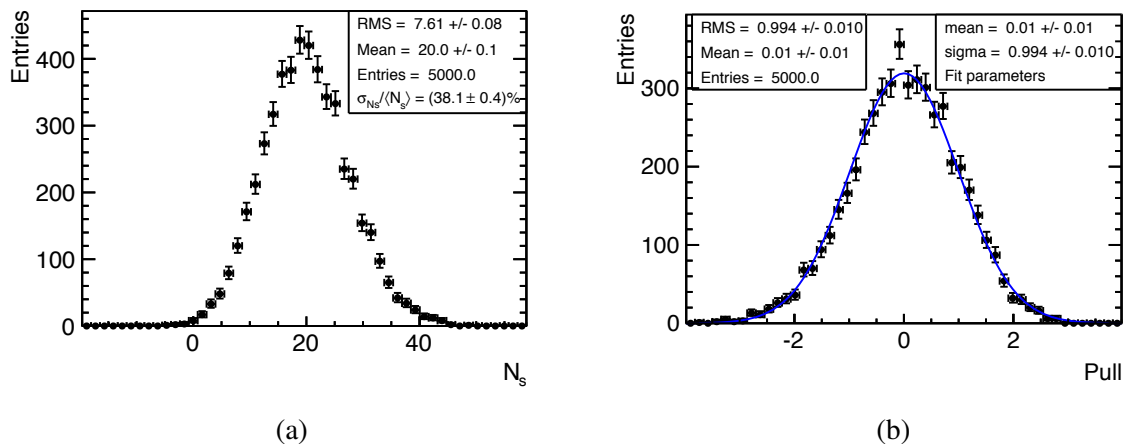 Entries
400
300
200
100
0
0
20
40
N_s
RMS = 7.61 +/- 0.08
Mean = 20.0 +/- 0.1
Entries = 5000.0
σ_Ns/⟨N_s⟩ = (38.1 ± 0.4)%
(a)
Entries
300
200
100
0
-2
0
2
Pull
RMS = 0.994 +/- 0.010
Mean = 0.01 +/- 0.01
Entries = 5000.0
mean = 0.01 +/- 0.01
sigma = 0.994 +/- 0.010
Fit parameters
(b)